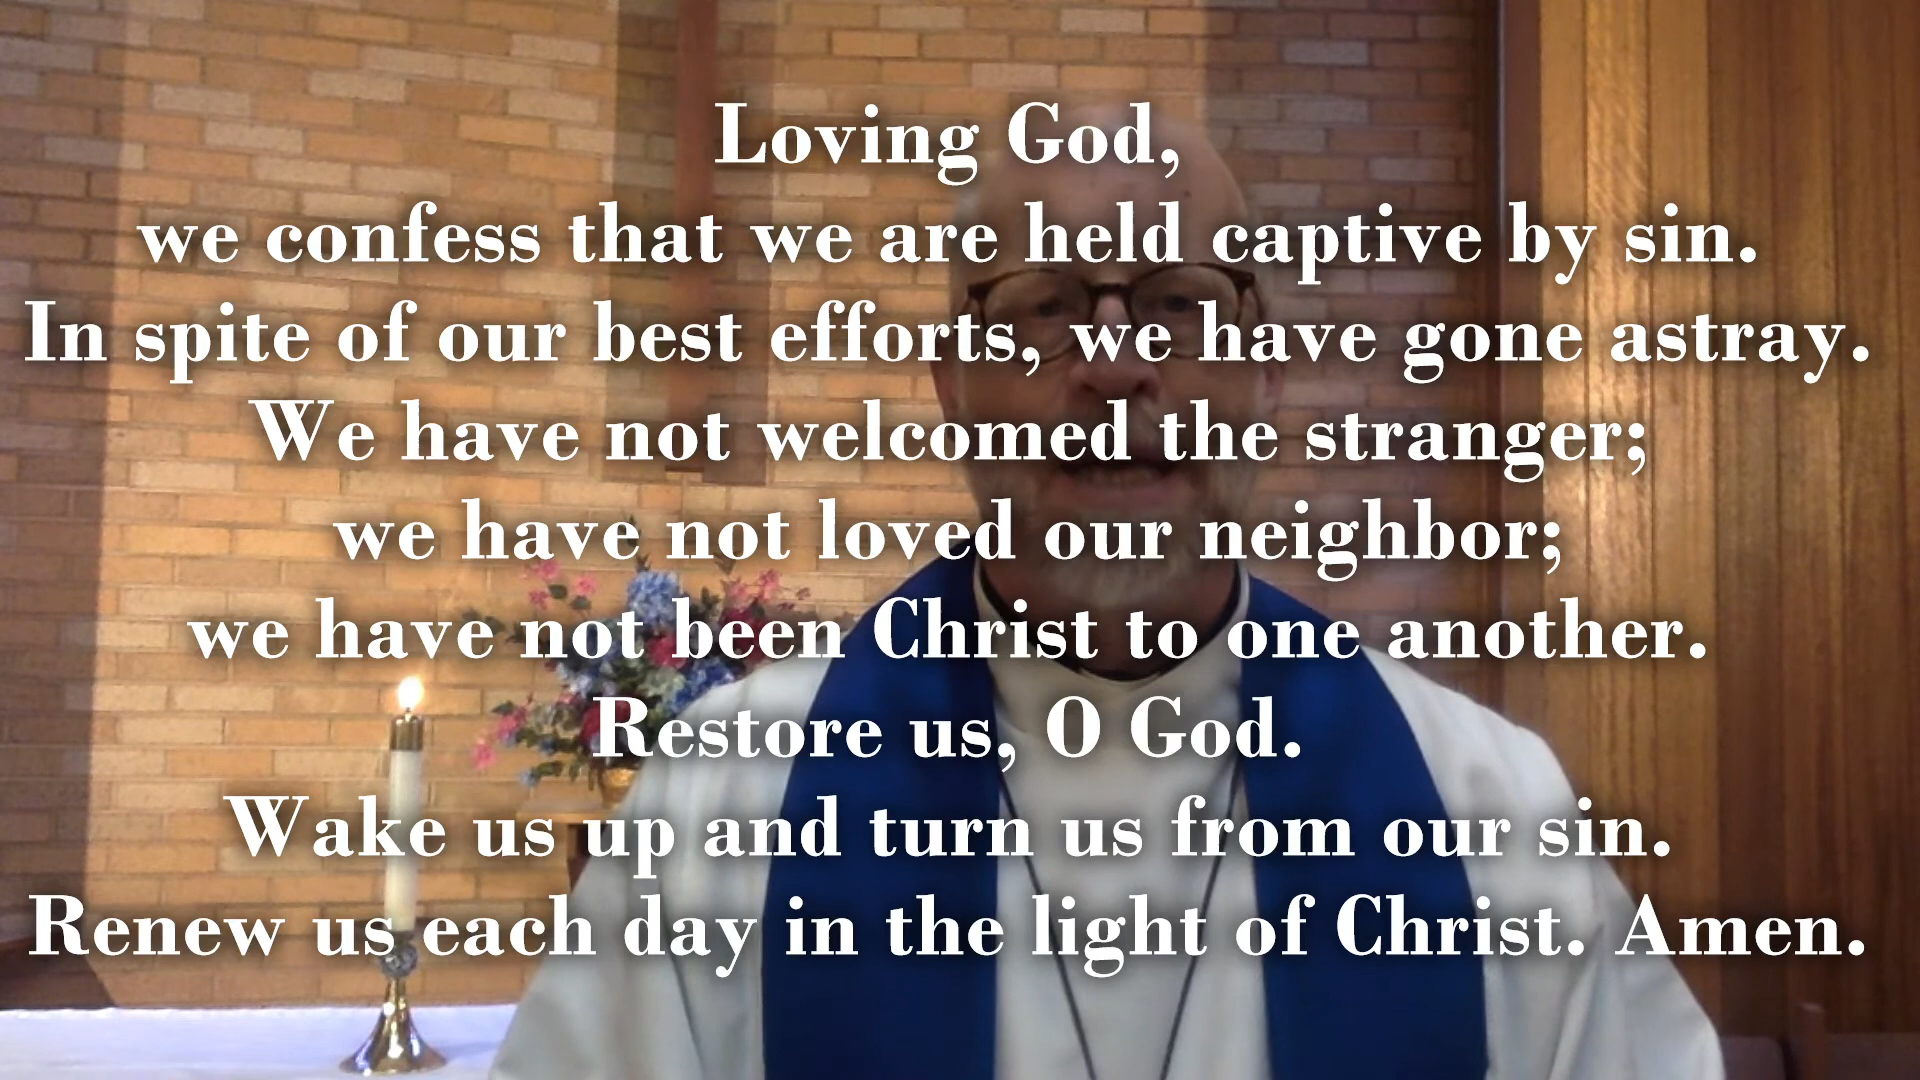 Loving God,
we confess that we are held captive by sin.
In spite of our best efforts, we have gone astray.
We have not welcomed the stranger;
we have not loved our neighbor;
we have not been Christ to one another.
Restore us, O God.
Wake us up and turn us from our sin.
Renew us each day in the light of Christ. Amen.